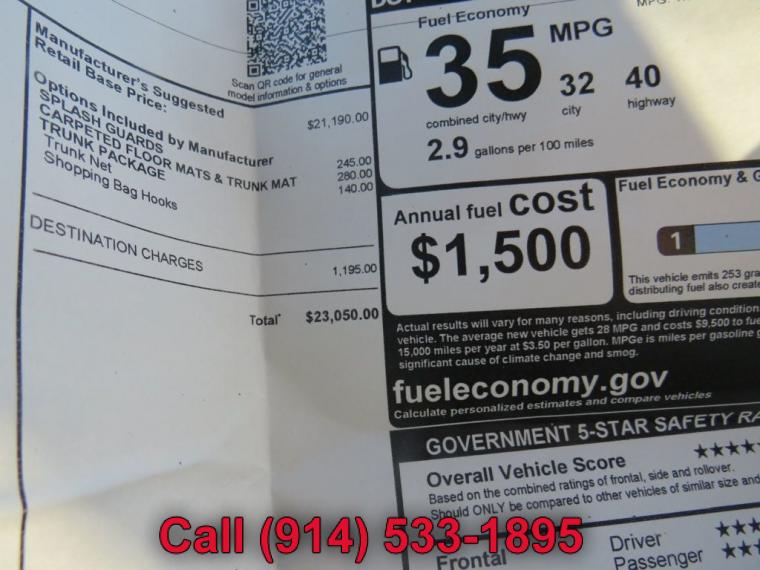 Scan QR code for general
model information & options
Manufacturer's Suggested
Retail Base Price:
$21,190.00
Options Included by Manufacturer
SPLASH GUARDS 245.00
CARPETED FLOOR MATS & TRUNK MAT 280.00
TRUNK PACKAGE 140.00
Trunk Net
Shopping Bag Hooks
DESTINATION CHARGES 1,195.00
Total* $23,050.00
Fuel Economy
35 MPG
32 40
city highway
combined city/hwy
2.9 gallons per 100 miles
Annual fuel cost
$1,500
Fuel Economy & G
1
This vehicle emits 253 gra
distributing fuel also create
Actual results will vary for many reasons, including driving condition
vehicle. The average new vehicle gets 28 MPG and costs $9,500 to fue
15,000 miles per year at $3.50 per gallon. MPGe is miles per gasoline g
significant cause of climate change and smog.
fueleconomy.gov
Calculate personalized estimates and compare vehicles
GOVERNMENT 5-STAR SAFETY RA
Overall Vehicle Score ★★★★
Based on the combined ratings of frontal, side and rollover.
Should ONLY be compared to other vehicles of similar size and
Frontal Driver ★★★
Passenger ★★★
Call (914) 533-1895